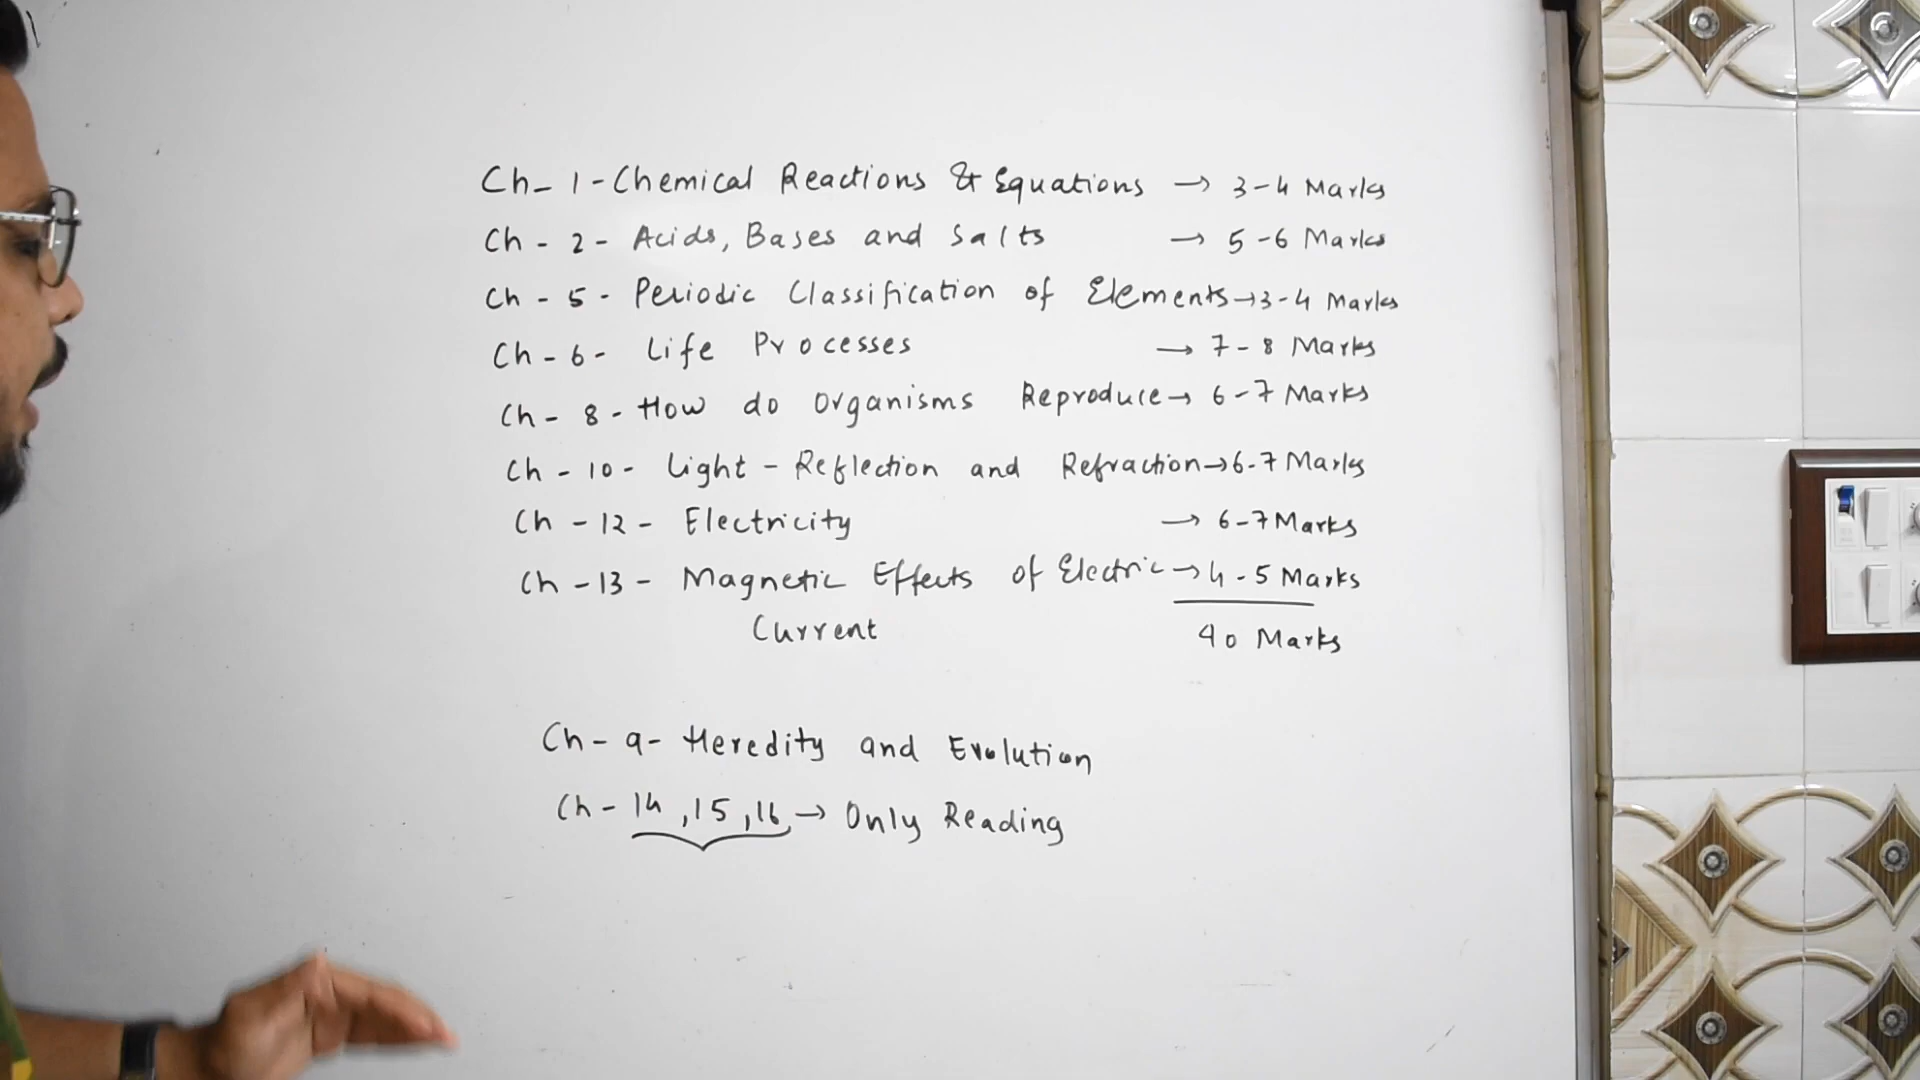 Ch- 1 - Chemical Reactions & Equations → 3-4 Marks
Ch - 2 - Acids, Bases and Salts → 5-6 Marks
Ch - 5 - Periodic Classification of Elements → 3-4 Marks
Ch - 6 - Life Processes → 7-8 Marks
Ch - 8 - How do Organisms Reproduce → 6-7 Marks
Ch - 10 - Light - Reflection and Refraction → 6-7 Marks
Ch - 12 - Electricity → 6-7 Marks
Ch - 13 - Magnetic Effects of Electric → 4-5 Marks
Current 40 Marks
Ch - 9 - Heredity and Evolution
Ch - 14, 15, 16 → Only Reading